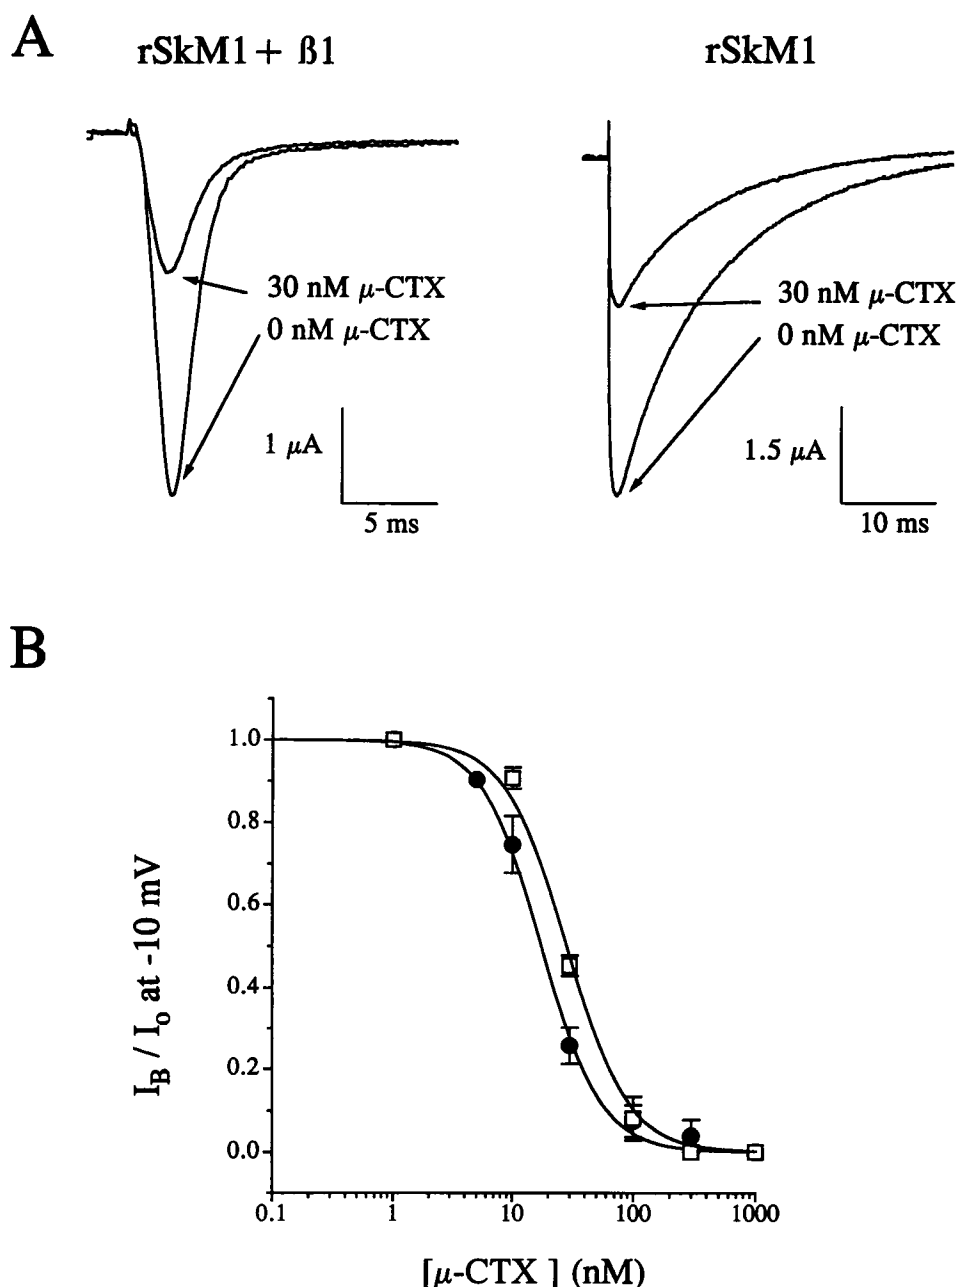 A
rSkM1 + ß1
rSkM1
30 nM μ-CTX
0 nM μ-CTX
1 μA
5 ms
30 nM μ-CTX
0 nM μ-CTX
1.5 μA
10 ms
B
I_B / I_o at -10 mV
1.0
0.8
0.6
0.4
0.2
0.0
0.1
1
10
100
1000
[μ-CTX ] (nM)